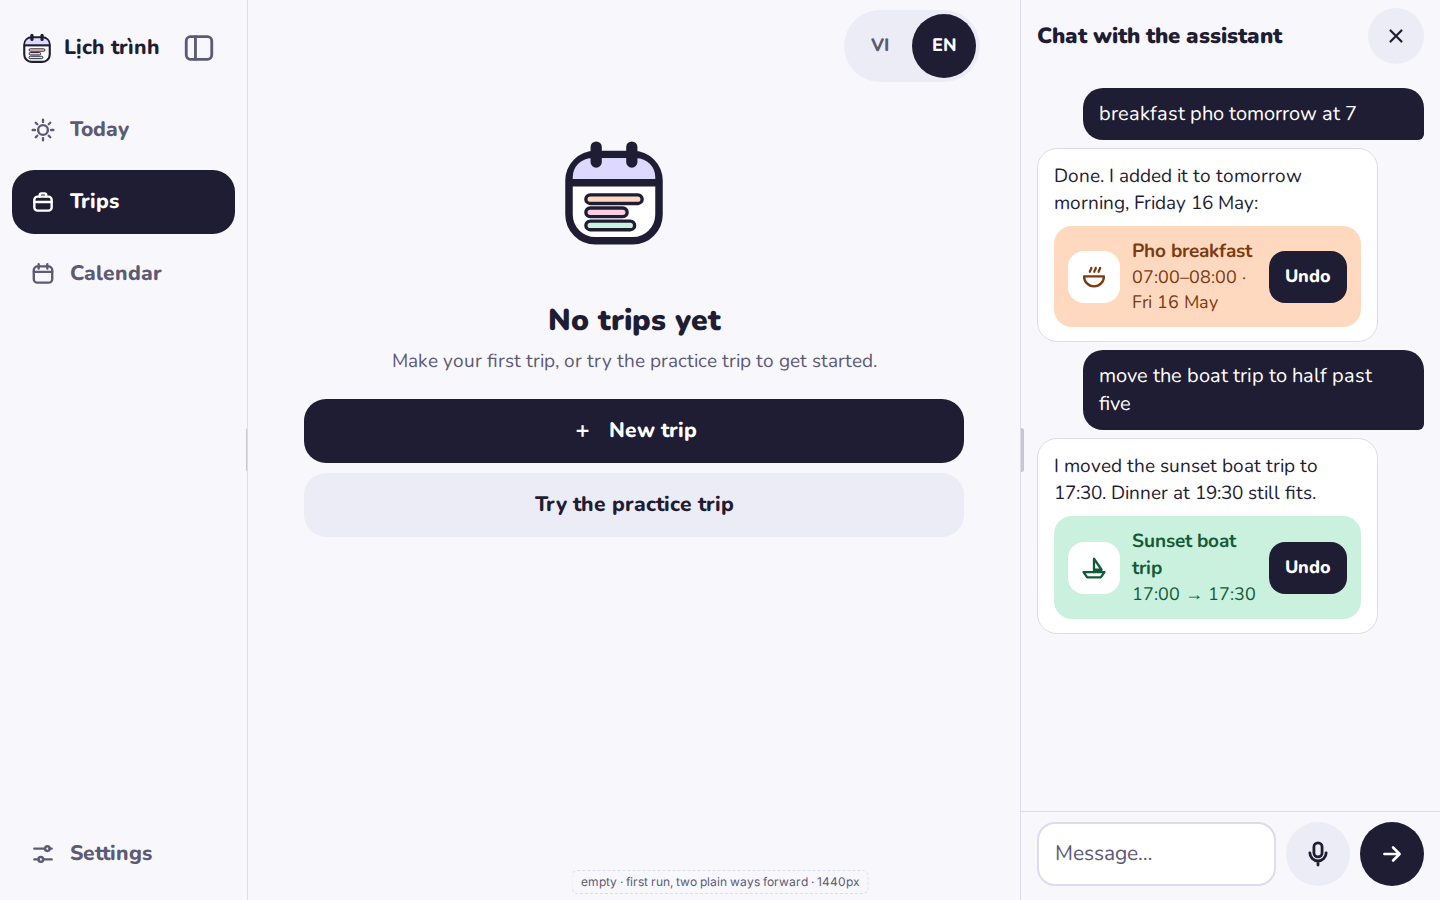 Lịch trình
Today
Trips
Calendar
Settings
VI
EN
No trips yet
Make your first trip, or try the practice trip to get started.
+ New trip
Try the practice trip
empty · first run, two plain ways forward · 1440px
Chat with the assistant
breakfast pho tomorrow at 7
Done. I added it to tomorrow
morning, Friday 16 May:
Pho breakfast
07:00–08:00 ·
Fri 16 May
Undo
move the boat trip to half past
five
I moved the sunset boat trip to
17:30. Dinner at 19:30 still fits.
Sunset boat
trip
17:00 → 17:30
Undo
Message...